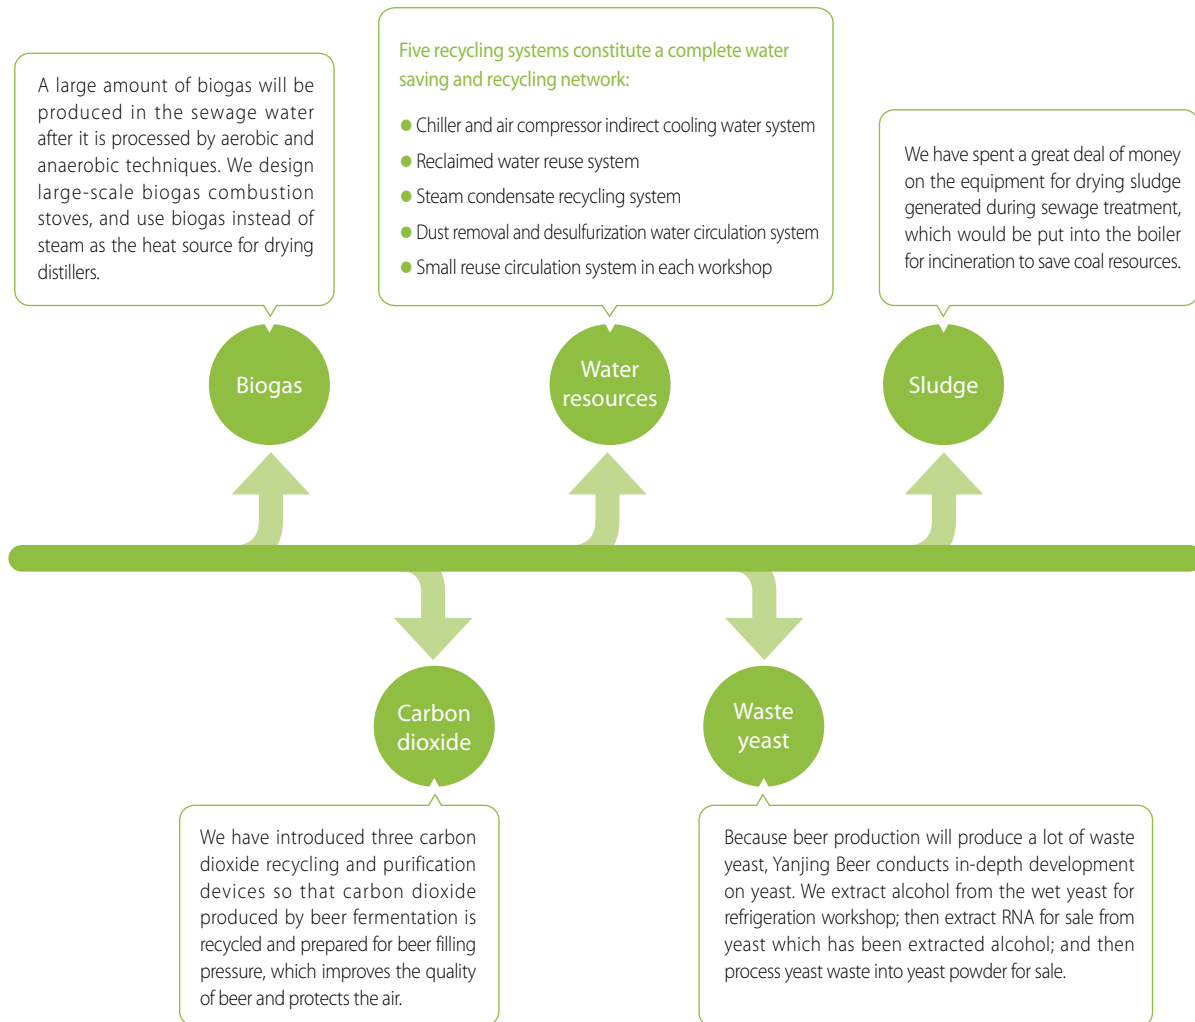 A large amount of biogas will be
produced in the sewage water
after it is processed by aerobic and
anaerobic techniques. We design
large-scale biogas combustion
stoves, and use biogas instead of
steam as the heat source for drying
distillers.
Biogas
Five recycling systems constitute a complete water
saving and recycling network:
● Chiller and air compressor indirect cooling water system
● Reclaimed water reuse system
● Steam condensate recycling system
● Dust removal and desulfurization water circulation system
● Small reuse circulation system in each workshop
Water
resources
We have spent a great deal of money
on the equipment for drying sludge
generated during sewage treatment,
which would be put into the boiler
for incineration to save coal resources.
Sludge
Carbon
dioxide
We have introduced three carbon
dioxide recycling and purification
devices so that carbon dioxide
produced by beer fermentation is
recycled and prepared for beer filling
pressure, which improves the quality
of beer and protects the air.
Waste
yeast
Because beer production will produce a lot of waste
yeast, Yanjing Beer conducts in-depth development
on yeast. We extract alcohol from the wet yeast for
refrigeration workshop; then extract RNA for sale from
yeast which has been extracted alcohol; and then
process yeast waste into yeast powder for sale.